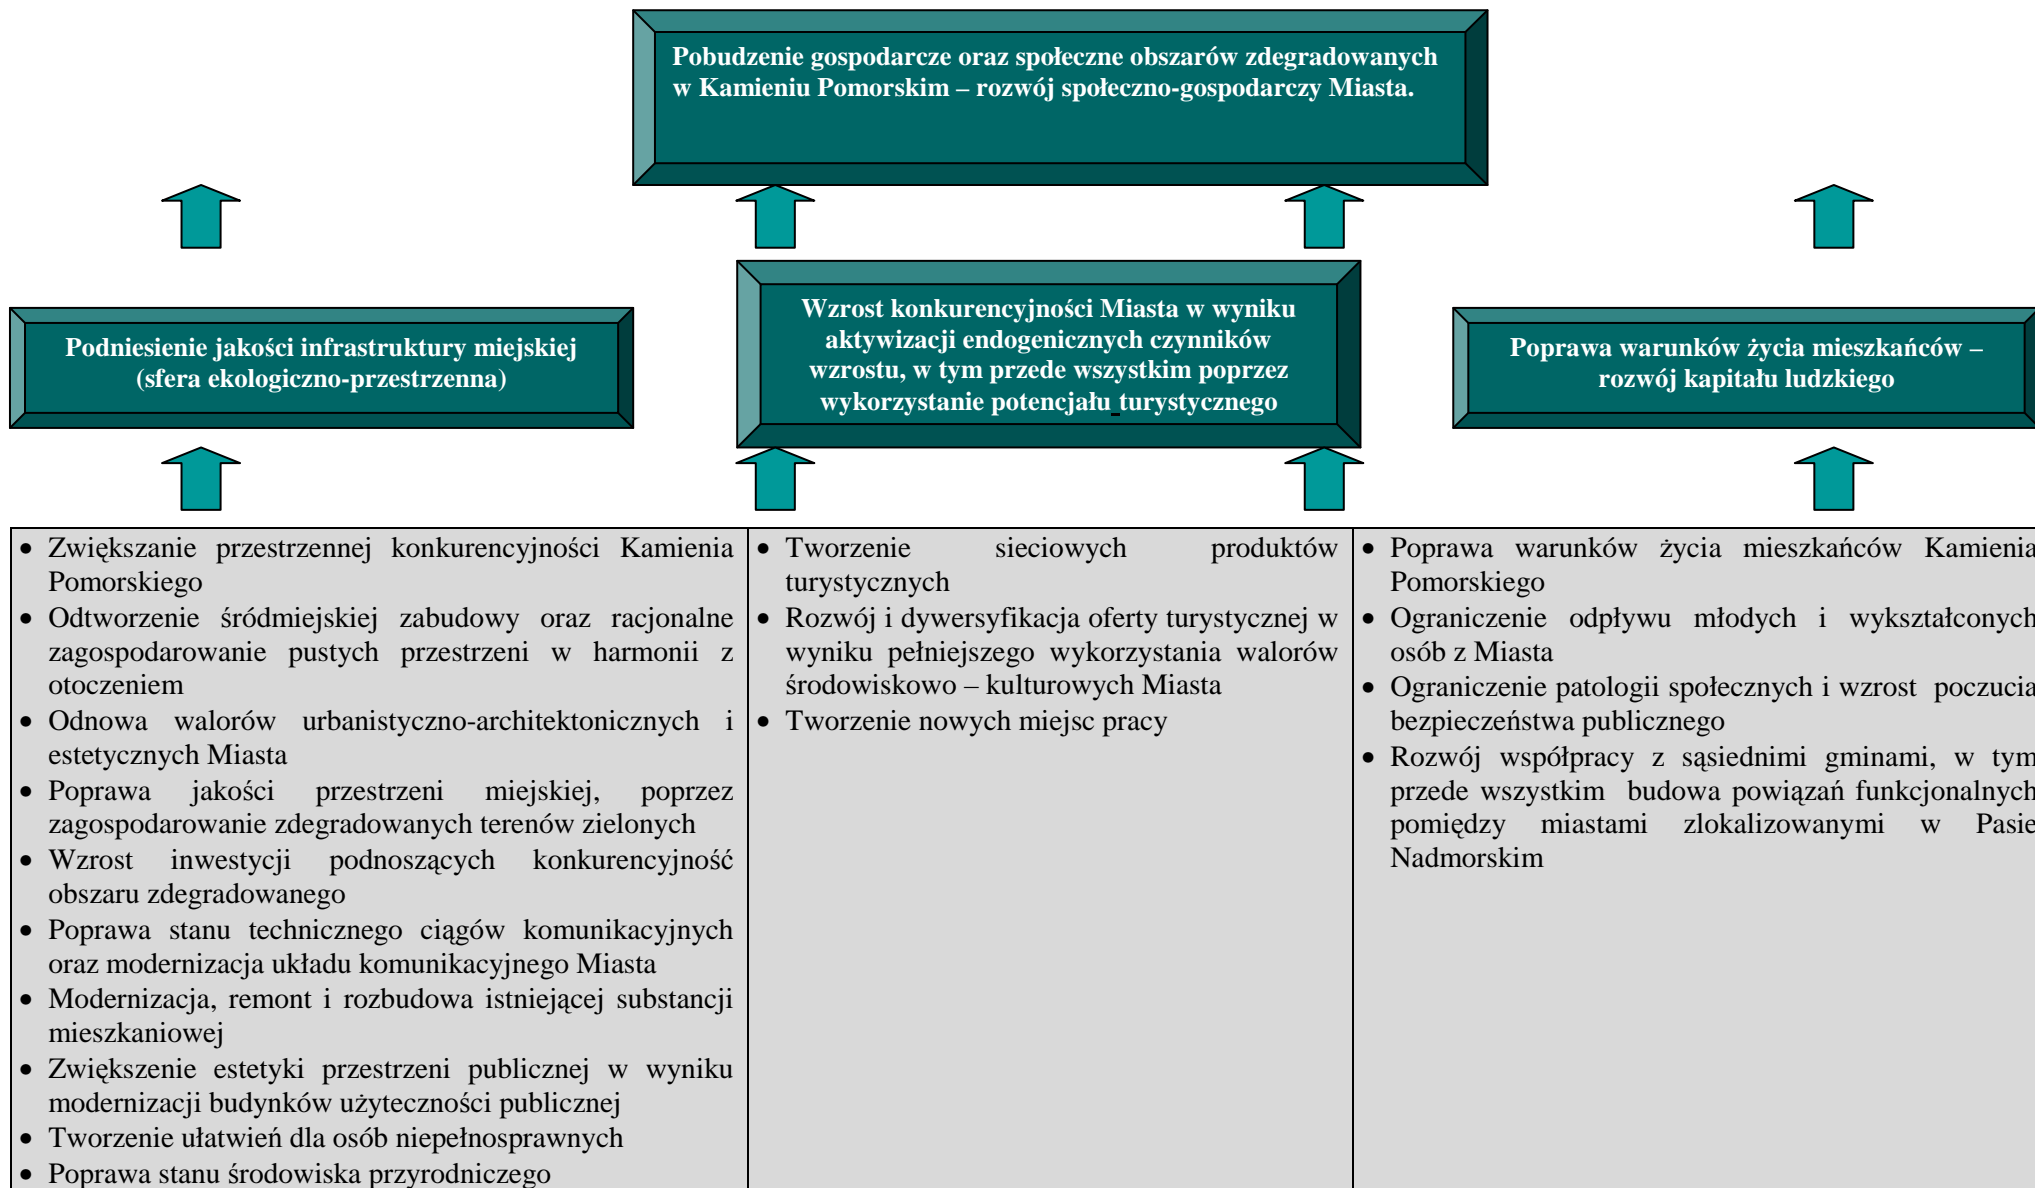 Pobudzenie gospodarcze oraz społeczne obszarów zdegradowanych
w Kamieniu Pomorskim – rozwój społeczno-gospodarczy Miasta.
Podniesienie jakości infrastruktury miejskiej
(sfera ekologiczno-przestrzenna)
Wzrost konkurencyjności Miasta w wyniku
aktywizacji endogenicznych czynników
wzrostu, w tym przede wszystkim poprzez
wykorzystanie potencjału turystycznego
Poprawa warunków życia mieszkańców –
rozwój kapitału ludzkiego
• Zwiększanie przestrzennej konkurencyjności Kamienia
Pomorskiego
• Odtworzenie śródmiejskiej zabudowy oraz racjonalne
zagospodarowanie pustych przestrzeni w harmonii z
otoczeniem
• Odnowa walorów urbanistyczno-architektonicznych i
estetycznych Miasta
• Poprawa jakości przestrzeni miejskiej, poprzez
zagospodarowanie zdegradowanych terenów zielonych
• Wzrost inwestycji podnoszących konkurencyjność
obszaru zdegradowanego
• Poprawa stanu technicznego ciągów komunikacyjnych
oraz modernizacja układu komunikacyjnego Miasta
• Modernizacja, remont i rozbudowa istniejącej substancji
mieszkaniowej
• Zwiększenie estetyki przestrzeni publicznej w wyniku
modernizacji budynków użyteczności publicznej
• Tworzenie ułatwień dla osób niepełnosprawnych
• Poprawa stanu środowiska przyrodniczego
• Tworzenie sieciowych produktów
turystycznych
• Rozwój i dywersyfikacja oferty turystycznej w
wyniku pełniejszego wykorzystania walorów
środowiskowo – kulturowych Miasta
• Tworzenie nowych miejsc pracy
• Poprawa warunków życia mieszkańców Kamienia
Pomorskiego
• Ograniczenie odpływu młodych i wykształconych
osób z Miasta
• Ograniczenie patologii społecznych i wzrost poczucia
bezpieczeństwa publicznego
• Rozwój współpracy z sąsiednimi gminami, w tym
przede wszystkim budowa powiązań funkcjonalnych
pomiędzy miastami zlokalizowanymi w Pasie
Nadmorskim